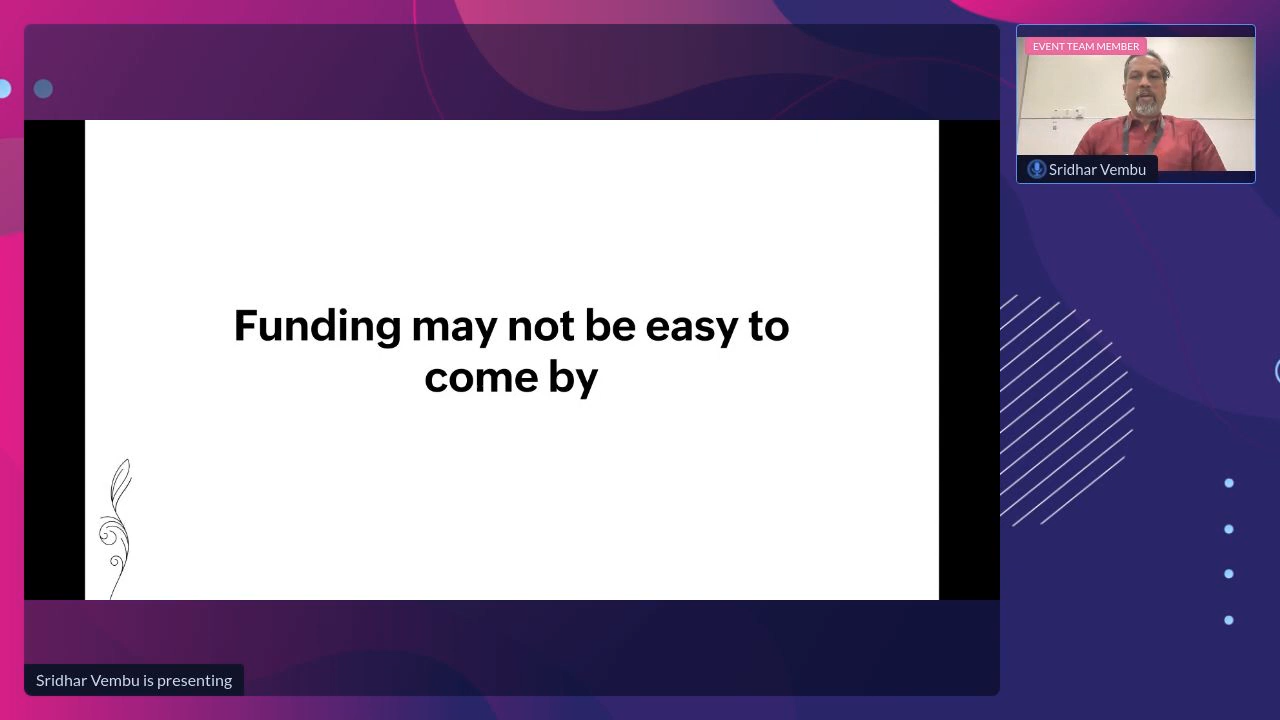 EVENT TEAM MEMBER
Sridhar Vembu
Funding may not be easy to
come by
Sridhar Vembu is presenting